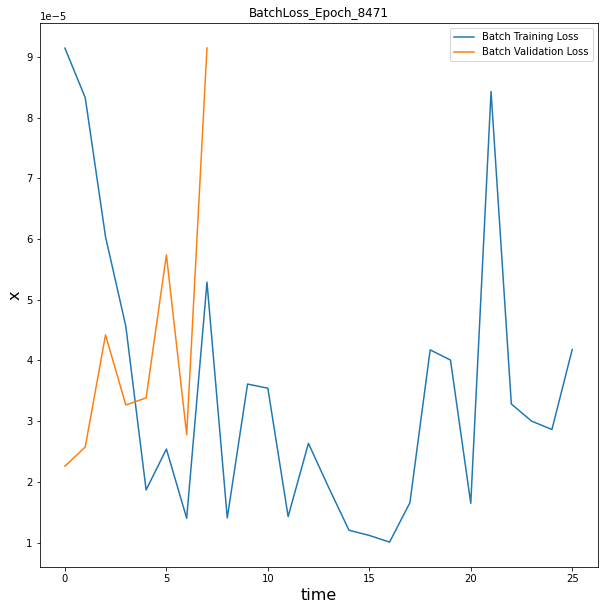 BatchLoss_Epoch_8471
1e−5
Batch Training Loss
Batch Validation Loss
9
8
7
6
5
4
3
2
1
x
0 5 10 15 20 25
time